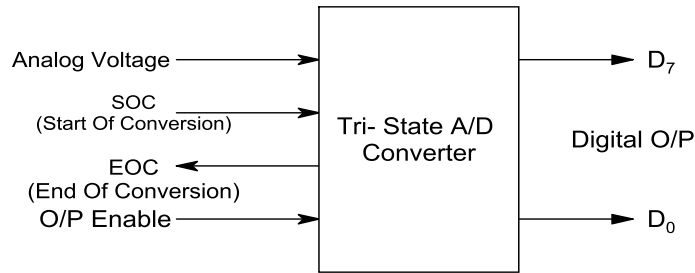 Analog Voltage
SOC
(Start Of Conversion)
EOC
(End Of Conversion)
O/P Enable
Tri- State A/D
Converter
D7
Digital O/P
D0